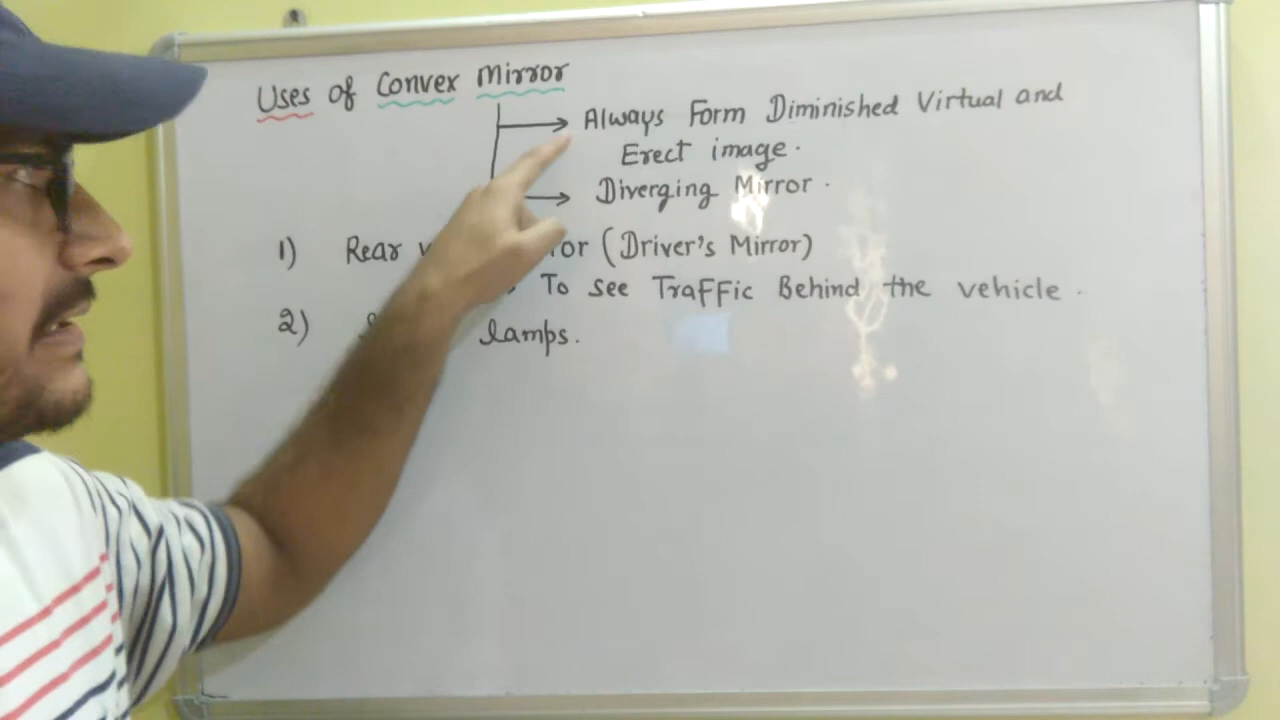 Uses of Convex Mirror
Always Form Diminished Virtual and
Erect image.
Diverging Mirror.
1) Rear (Driver's Mirror)
To see Traffic Behind the vehicle.
2) lamps.